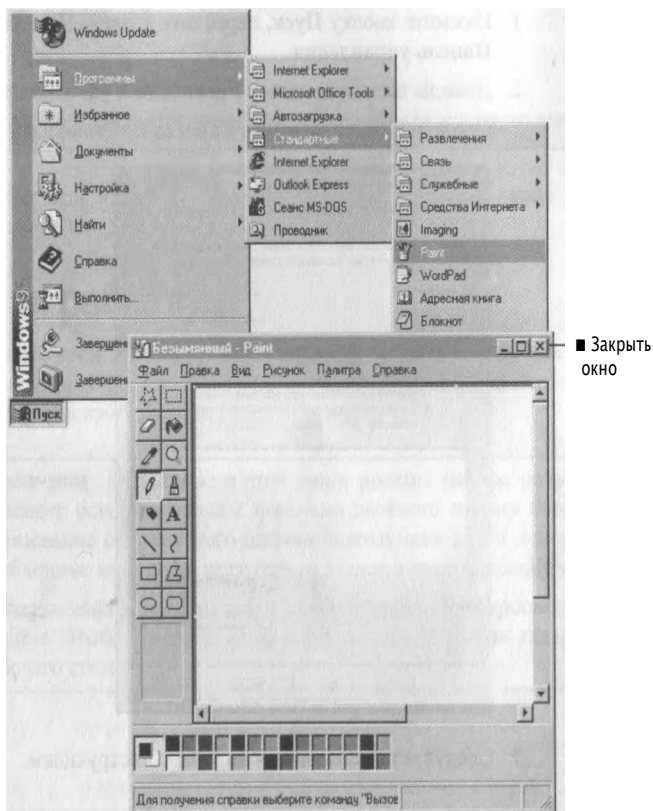 Windows Update
Программы
Избранное
Документы
Настройка
Найти
Справка
Выполнить...
Завершен
Завершен
Windows98
Пуск
Internet Explorer
Microsoft Office Tools
Автозагрузка
Стандартные
Internet Explorer
Outlook Express
Сеанс MS-DOS
Проводник
Развлечения
Связь
Служебные
Средства Интернета
Imaging
Paint
WordPad
Адресная книга
Блокнот
Безымянный - Paint
Файл Правка Вид Рисунок Палитра Справка
A
Для получения справки выберите команду "Вызов
■ Закрыть
окно